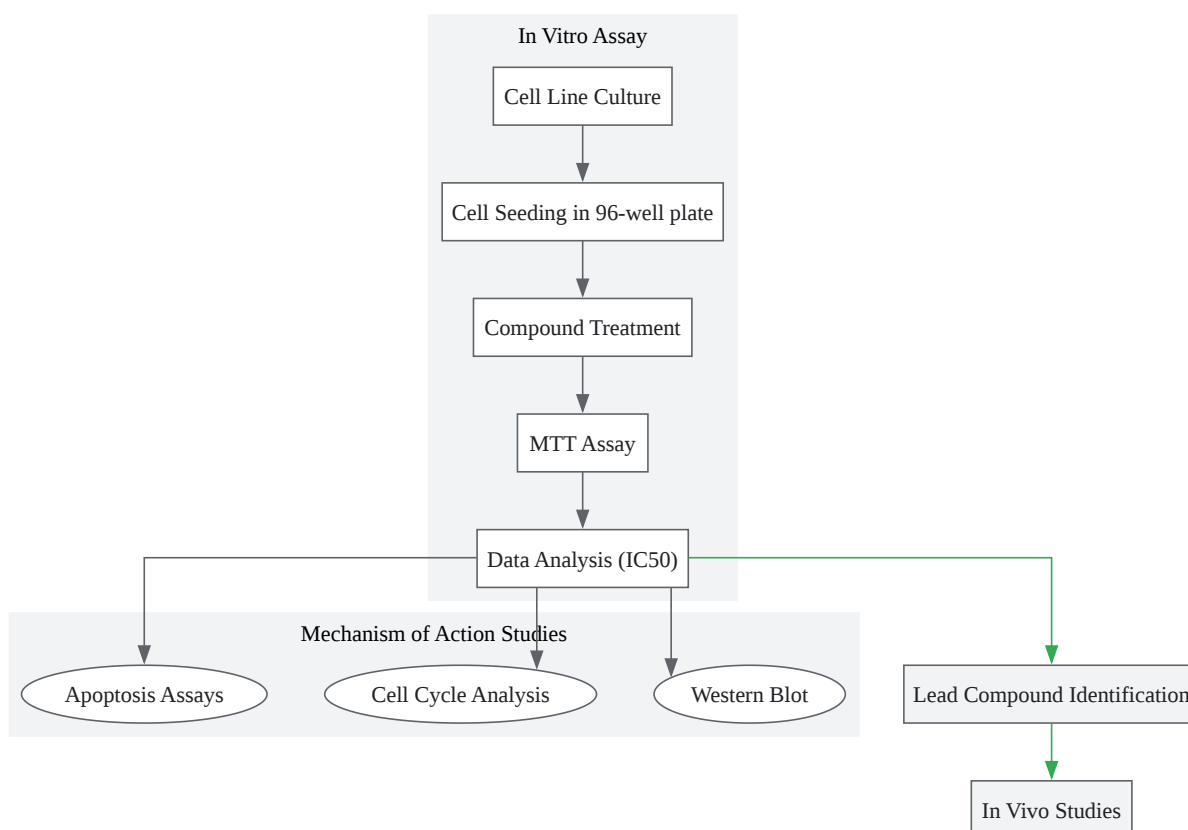 In Vitro Assay
Cell Line Culture
Cell Seeding in 96-well plate
Compound Treatment
MTT Assay
Data Analysis (IC50)
Mechanism of Action Studies
Apoptosis Assays
Cell Cycle Analysis
Western Blot
Lead Compound Identification
In Vivo Studies